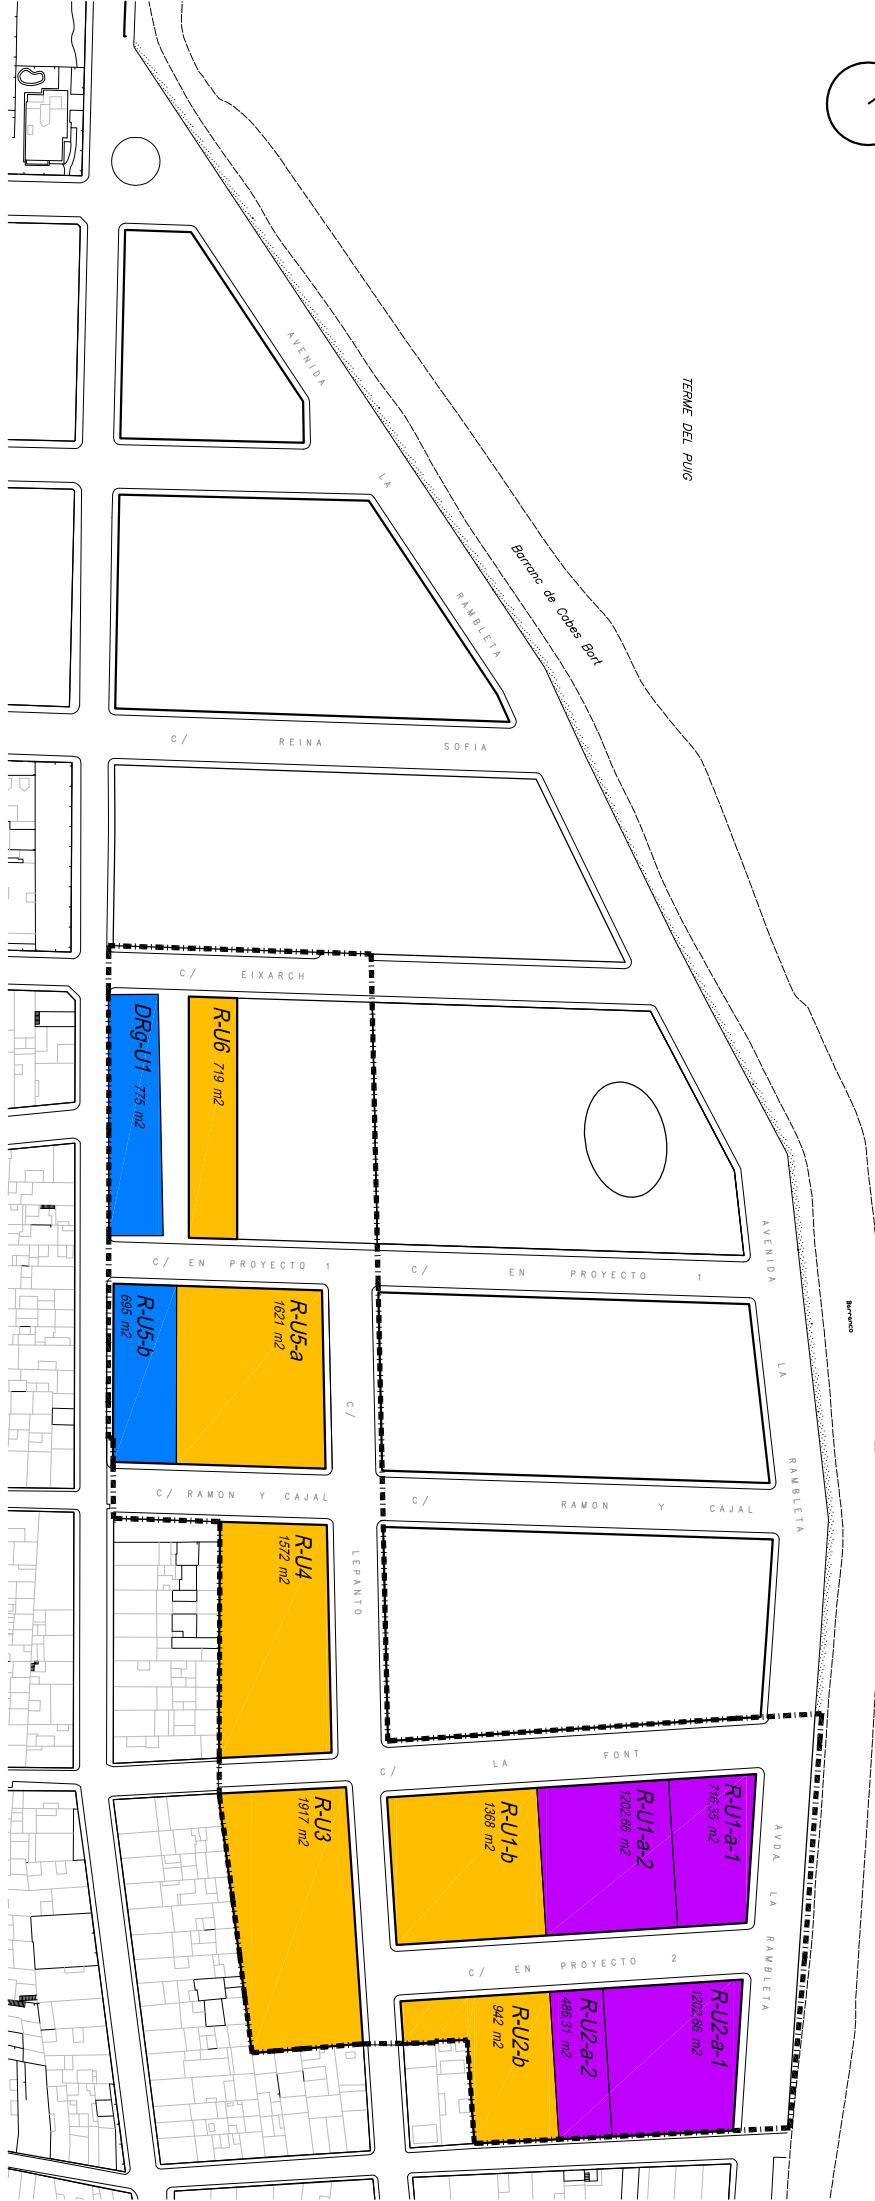 TERME DEL PUIG
Barranc de Cabes Bort
AVENIDA
LA
RAMBLETA
C/ REINA SOFIA
C/ EIXARCH
DRg-U1 775 m2
R-U6 719 m2
C/ EN PROYECTO 1
C/ EN PROYECTO 1
AVENIDA
LA
RAMBLETA
Barranco
R-U5-b
695 m2
R-U5-a
1621 m2
C/
LEPANTO
C/ RAMON Y CAJAL
C/ RAMON Y CAJAL
R-U4
1572 m2
C/ LA FONT
R-U3
1917 m2
R-U1-b
1368 m2
R-U1-a-2
1202,66 m2
R-U1-a-1
716,35 m2
AVDA LA RAMBLETA
C/ EN PROYECTO 2
R-U2-b
942 m2
R-U2-a-2
486,31 m2
R-U2-a-1
1202,66 m2